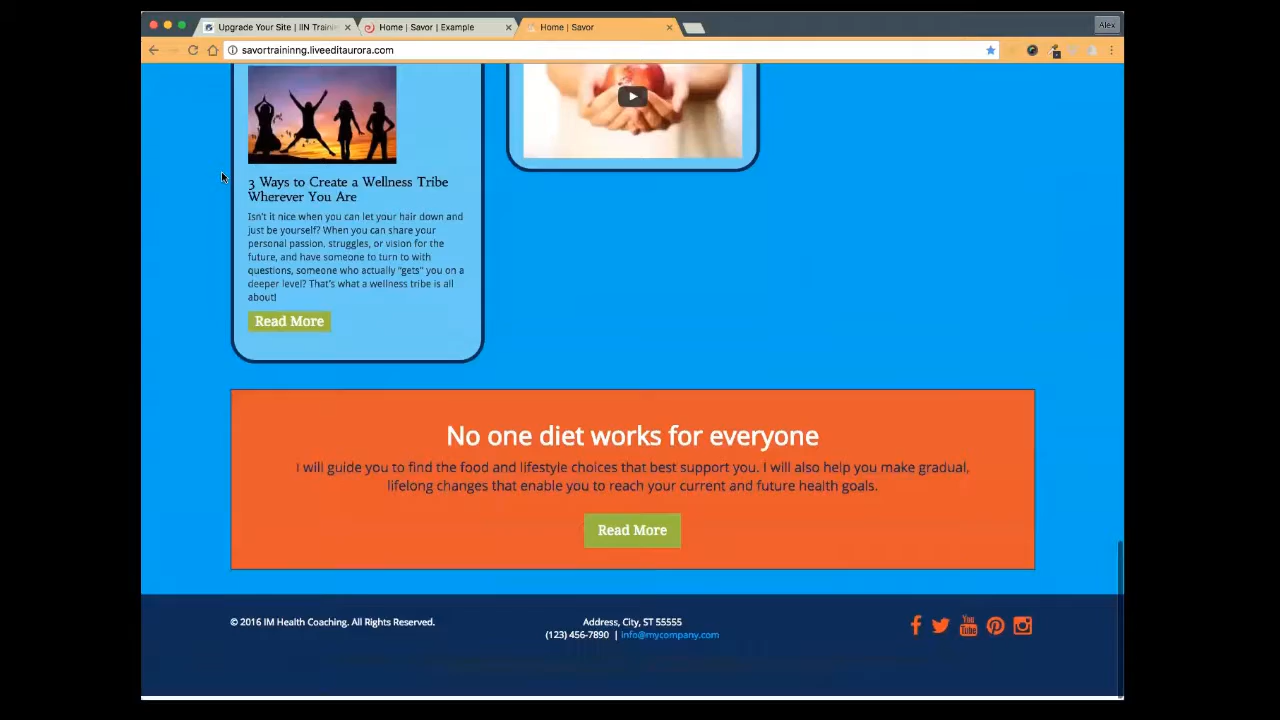 Upgrade Your Site | IIN Trainin
Home | Savor | Example
Home | Savor
Alex
savortraininng.liveeditaurora.com
3 Ways to Create a Wellness Tribe
Wherever You Are
Isn't it nice when you can let your hair down and
just be yourself? When you can share your
personal passion, struggles, or vision for the
future, and have someone to turn to with
questions, someone who actually "gets" you on a
deeper level? That's what a wellness tribe is all
about!
Read More
No one diet works for everyone
I will guide you to find the food and lifestyle choices that best support you. I will also help you make gradual,
lifelong changes that enable you to reach your current and future health goals.
Read More
© 2016 IM Health Coaching. All Rights Reserved.
Address, City, ST 55555
(123) 456-7890 | info@mycompany.com
You
Tube